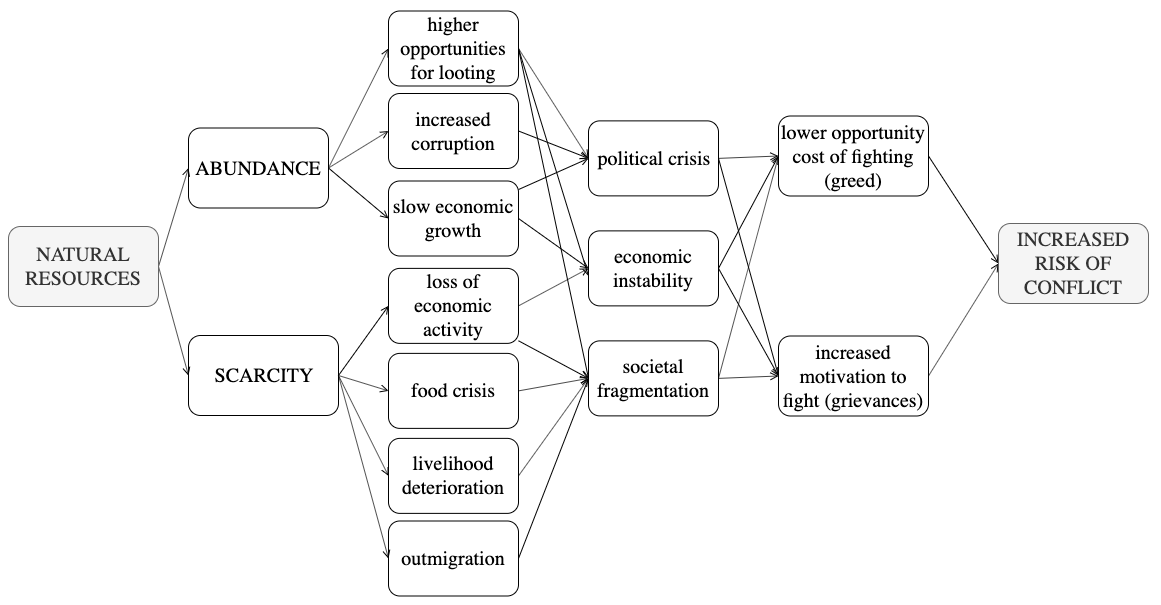 NATURAL
RESOURCES
ABUNDANCE
SCARCITY
higher
opportunities
for looting
increased
corruption
slow economic
growth
loss of
economic
activity
food crisis
livelihood
deterioration
outmigration
political crisis
economic
instability
societal
fragmentation
lower opportunity
cost of fighting
(greed)
increased
motivation to
fight (grievances)
INCREASED
RISK OF
CONFLICT